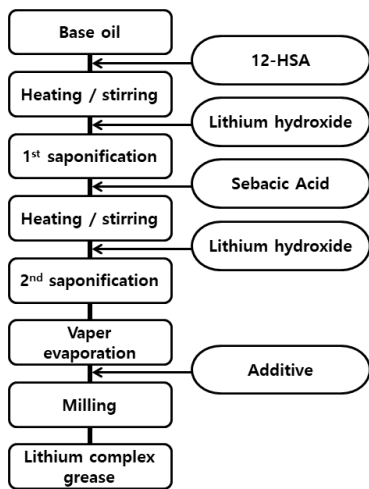 Base oil
12-HSA
Heating / stirring
Lithium hydroxide
1st saponification
Sebacic Acid
Heating / stirring
Lithium hydroxide
2nd saponification
Vaper
evaporation
Additive
Milling
Lithium complex
grease